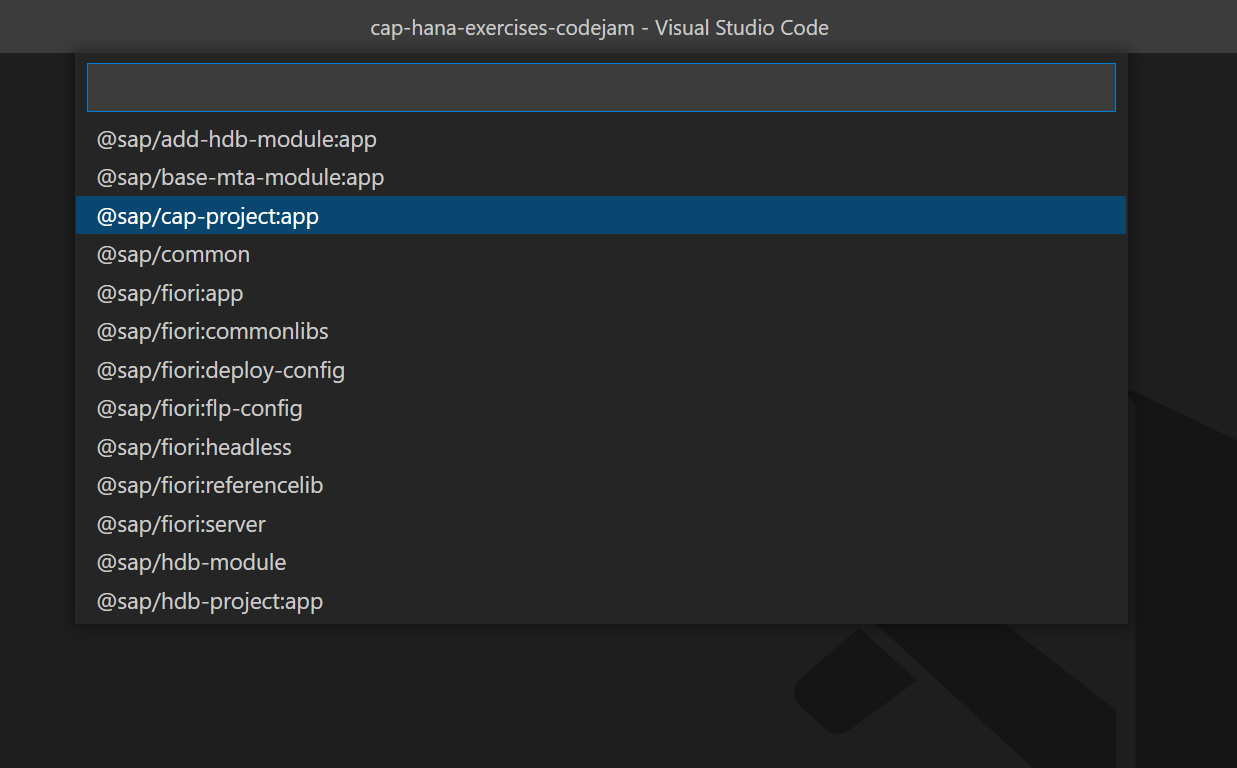 cap-hana-exercises-codejam - Visual Studio Code
@sap/add-hdb-module:app
@sap/base-mta-module:app
@sap/cap-project:app
@sap/common
@sap/fiori:app
@sap/fiori:commonlibs
@sap/fiori:deploy-config
@sap/fiori:flp-config
@sap/fiori:headless
@sap/fiori:referencelib
@sap/fiori:server
@sap/hdb-module
@sap/hdb-project:app